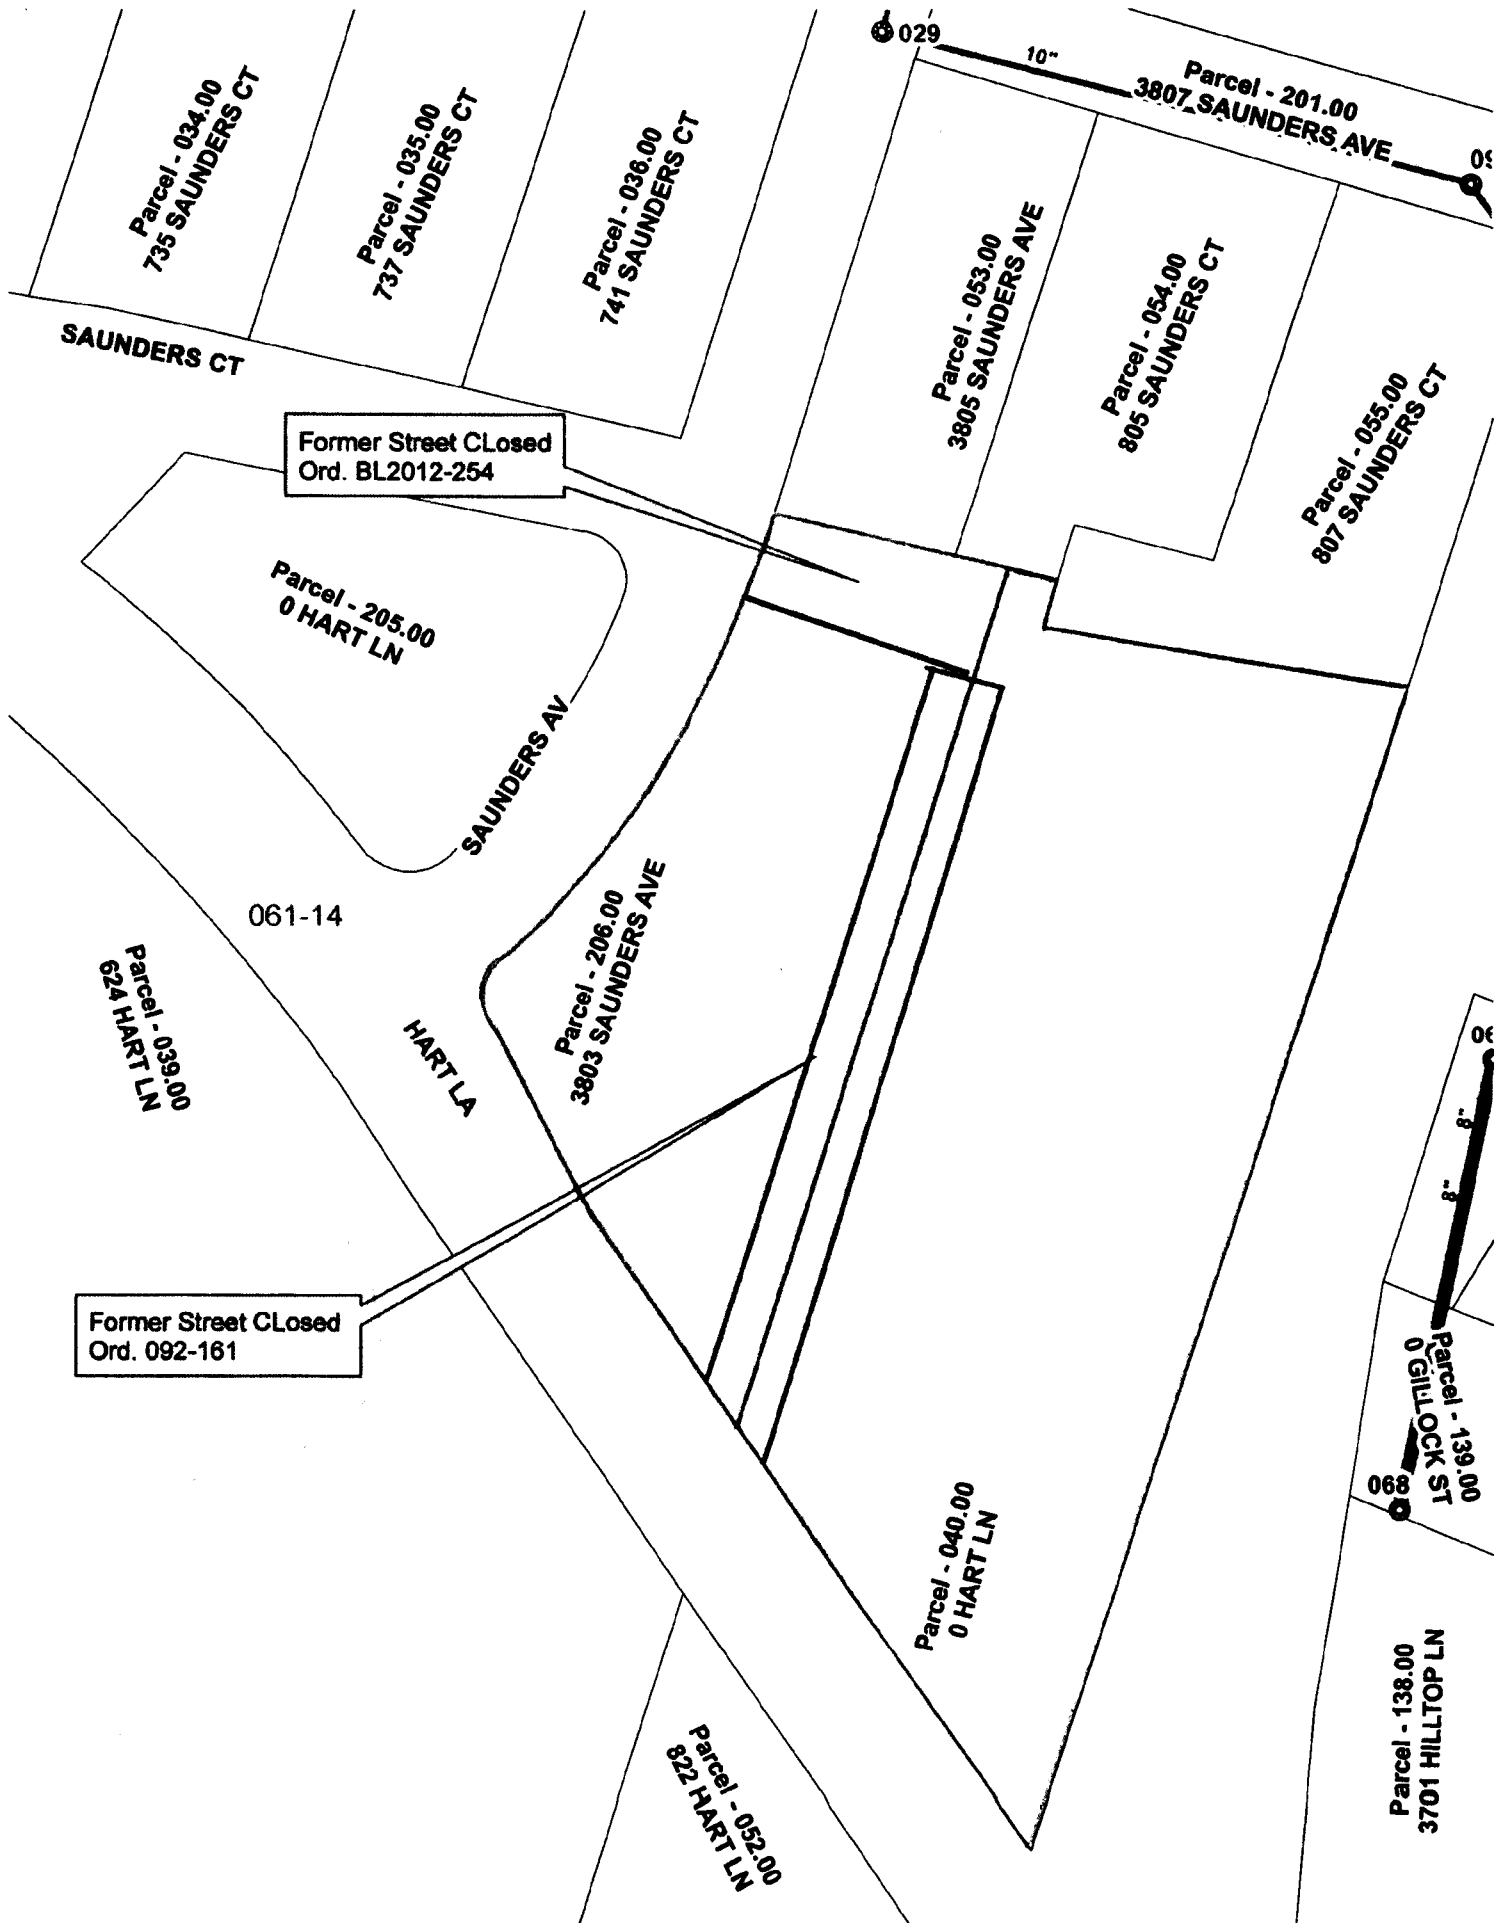 029
10"
Parcel - 201.00
3807 SAUNDERS AVE
Parcel - 034.00
735 SAUNDERS CT
Parcel - 035.00
737 SAUNDERS CT
Parcel - 036.00
741 SAUNDERS CT
Parcel - 053.00
3805 SAUNDERS AVE
Parcel - 054.00
805 SAUNDERS CT
Parcel - 055.00
807 SAUNDERS CT
SAUNDERS CT
Former Street CLosed
Ord. BL2012-254
Parcel - 205.00
0 HART LN
SAUNDERS AV
061-14
Parcel - 206.00
3803 SAUNDERS AVE
Parcel - 039.00
624 HART LN
HART LA
8"
8"
Former Street CLosed
Ord. 092-161
Parcel - 139.00
0 GILLOCK ST
068
Parcel - 040.00
0 HART LN
Parcel - 138.00
3701 HILLTOP LN
Parcel - 052.00
822 HART LN